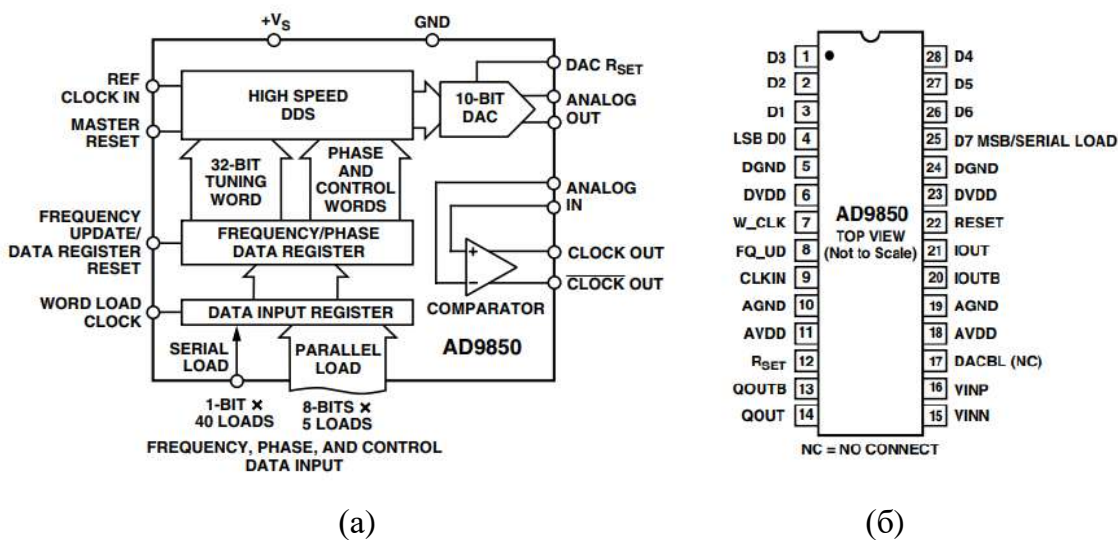 +VS
GND
REF
CLOCK IN
MASTER
RESET
HIGH SPEED
DDS
10-BIT
DAC
DAC RSET
ANALOG
OUT
32-BIT
TUNING
WORD
PHASE
AND
CONTROL
WORDS
ANALOG
IN
FREQUENCY
UPDATE/
DATA REGISTER
RESET
FREQUENCY/PHASE
DATA REGISTER
+
−
CLOCK OUT
CLOCK OUT
COMPARATOR
WORD LOAD
CLOCK
DATA INPUT REGISTER
SERIAL
LOAD
PARALLEL
LOAD
AD9850
1-BIT ×
40 LOADS
8-BITS ×
5 LOADS
FREQUENCY, PHASE, AND CONTROL
DATA INPUT
(а)
D3 1
D2 2
D1 3
LSB D0 4
DGND 5
DVDD 6
W_CLK 7
FQ_UD 8
CLKIN 9
AGND 10
AVDD 11
RSET 12
QOUTB 13
QOUT 14
AD9850
TOP VIEW
(Not to Scale)
28 D4
27 D5
26 D6
25 D7 MSB/SERIAL LOAD
24 DGND
23 DVDD
22 RESET
21 IOUT
20 IOUTB
19 AGND
18 AVDD
17 DACBL (NC)
16 VINP
15 VINN
NC = NO CONNECT
(б)